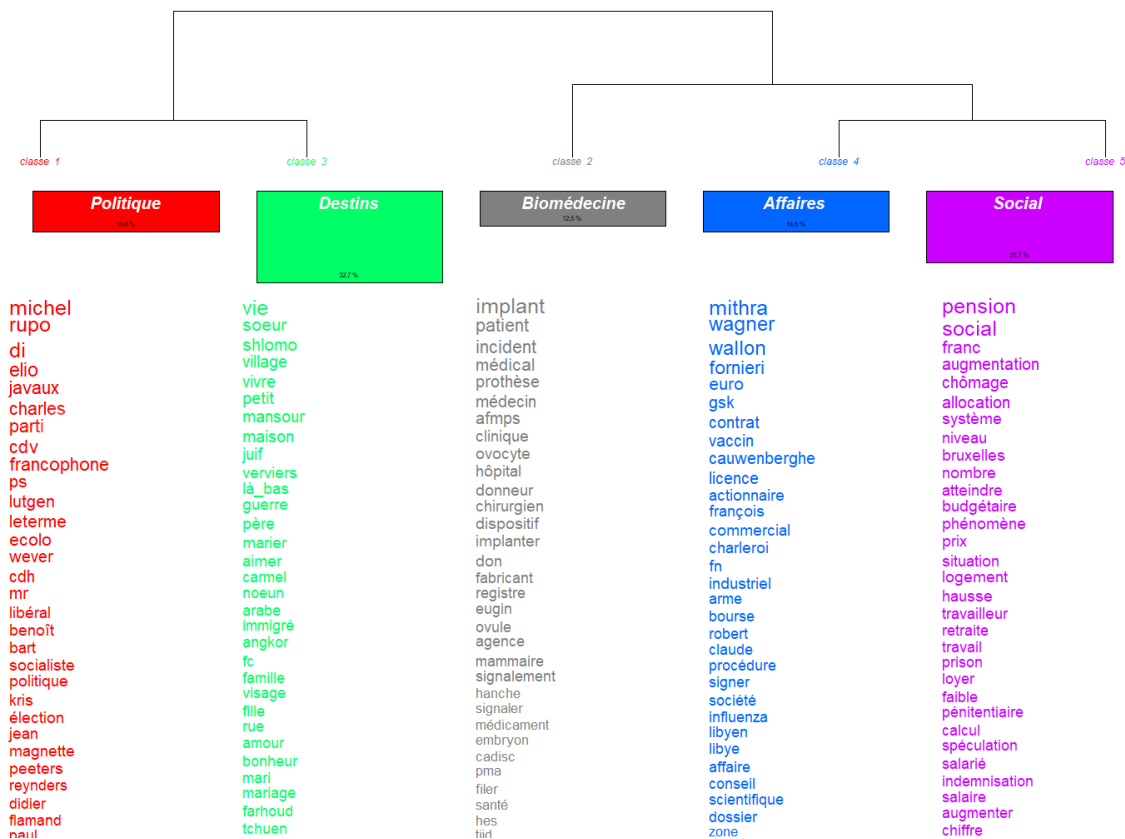 classe 1
classe 3
classe 2
classe 4
classe 5
Politique
14.6 %
Destins
32.7 %
Biomédecine
12.5 %
Affaires
14.5 %
Social
25.7 %
michel
rupo
di
elio
javaux
charles
parti
cdv
francophone
ps
lutgen
leterme
ecolo
wever
cdh
mr
libéral
benoît
bart
socialiste
politique
kris
élection
jean
magnette
peeters
reynders
didier
flamand
paul
vie
soeur
shlomo
village
vivre
petit
mansour
maison
juif
verviers
là_bas
guerre
père
marier
aimer
carmel
noeun
arabe
immigré
angkor
fc
famille
visage
fille
rue
amour
bonheur
mari
mariage
farhoud
tchuen
implant
patient
incident
médical
prothèse
médecin
afmps
clinique
ovocyte
hôpital
donneur
chirurgien
dispositif
implanter
don
fabricant
registre
eugin
ovule
agence
mammaire
signalement
hanche
signaler
médicament
embryon
cadisc
pma
filer
santé
hes
mithra
wagner
wallon
fornieri
euro
gsk
contrat
vaccin
cauwenberghe
licence
actionnaire
françois
commercial
charleroi
fn
industriel
arme
bourse
robert
claude
procédure
signer
société
influenza
libyen
libye
affaire
conseil
scientifique
dossier
zone
pension
social
franc
augmentation
chômage
allocation
système
niveau
bruxelles
nombre
atteindre
budgétaire
phénomène
prix
situation
logement
hausse
travailleur
retraite
travail
prison
loyer
faible
pénitentiaire
calcul
spéculation
salarié
indemnisation
salaire
augmenter
chiffre